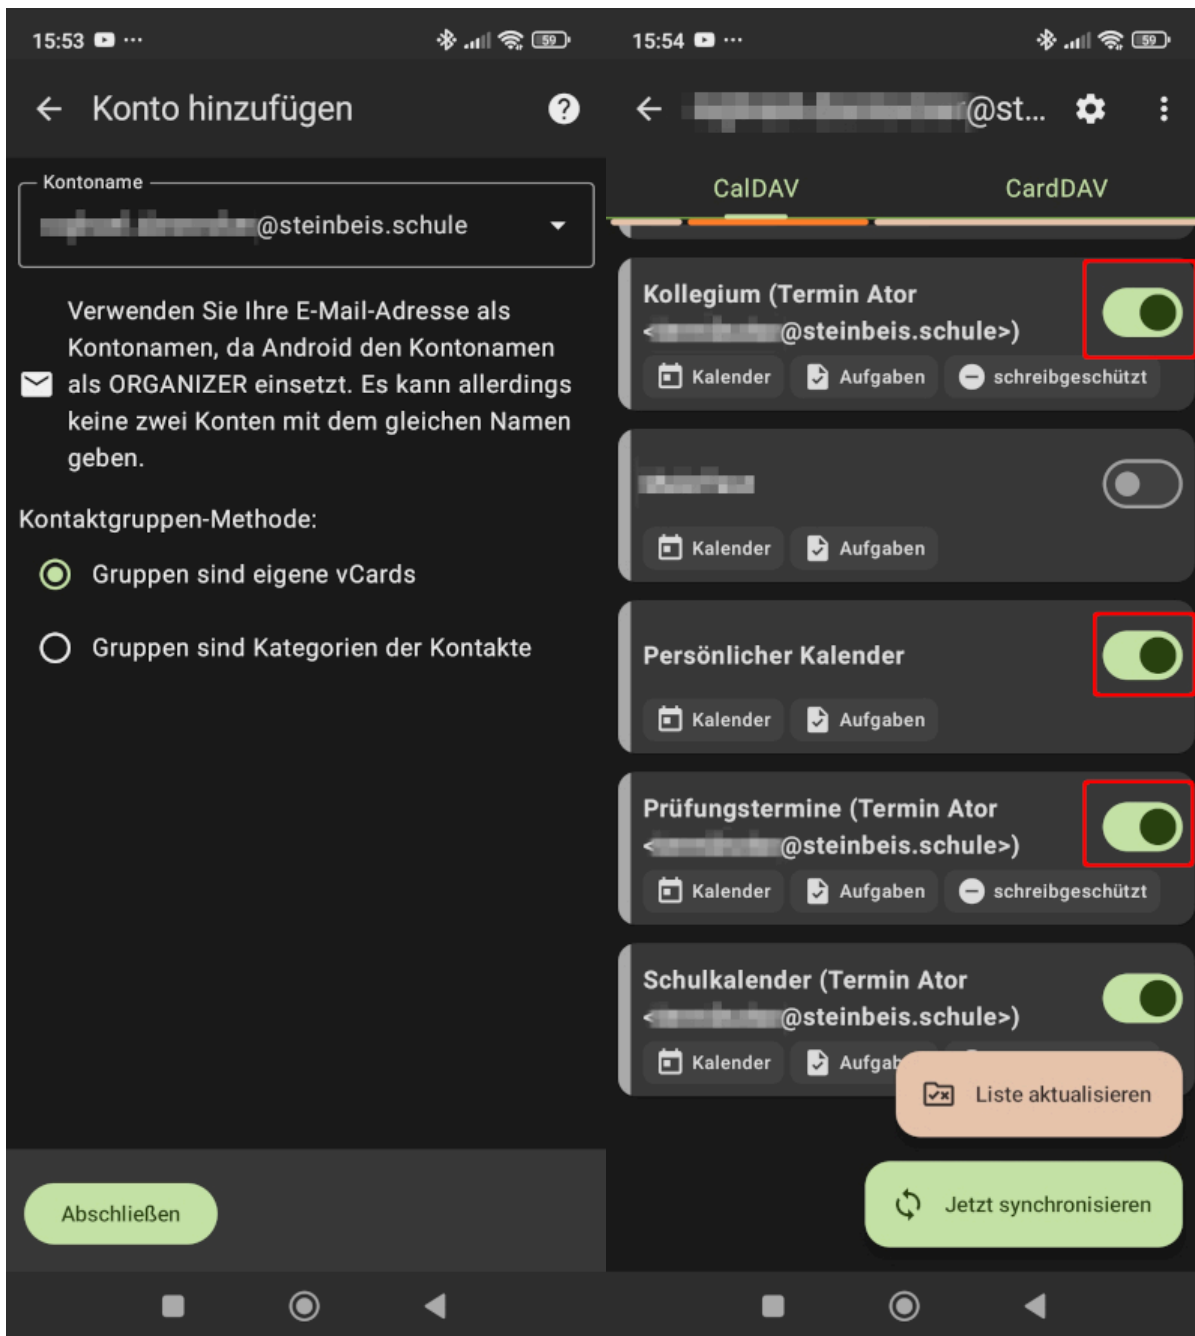 15:53
59
Konto hinzufügen
?
Kontoname
@steinbeis.schule
Verwenden Sie Ihre E-Mail-Adresse als
Kontonamen, da Android den Kontonamen
als ORGANIZER einsetzt. Es kann allerdings
keine zwei Konten mit dem gleichen Namen
geben.
Kontaktgruppen-Methode:
Gruppen sind eigene vCards
Gruppen sind Kategorien der Kontakte
Abschließen
15:54
59
@st...
CalDAV CardDAV
Kollegium (Termin Ator
< @steinbeis.schule>)
Kalender Aufgaben schreibgeschützt
Kalender Aufgaben
Persönlicher Kalender
Kalender Aufgaben
Prüfungstermine (Termin Ator
< @steinbeis.schule>)
Kalender Aufgaben schreibgeschützt
Schulkalender (Termin Ator
< @steinbeis.schule>)
Kalender Aufgab
Liste aktualisieren
Jetzt synchronisieren